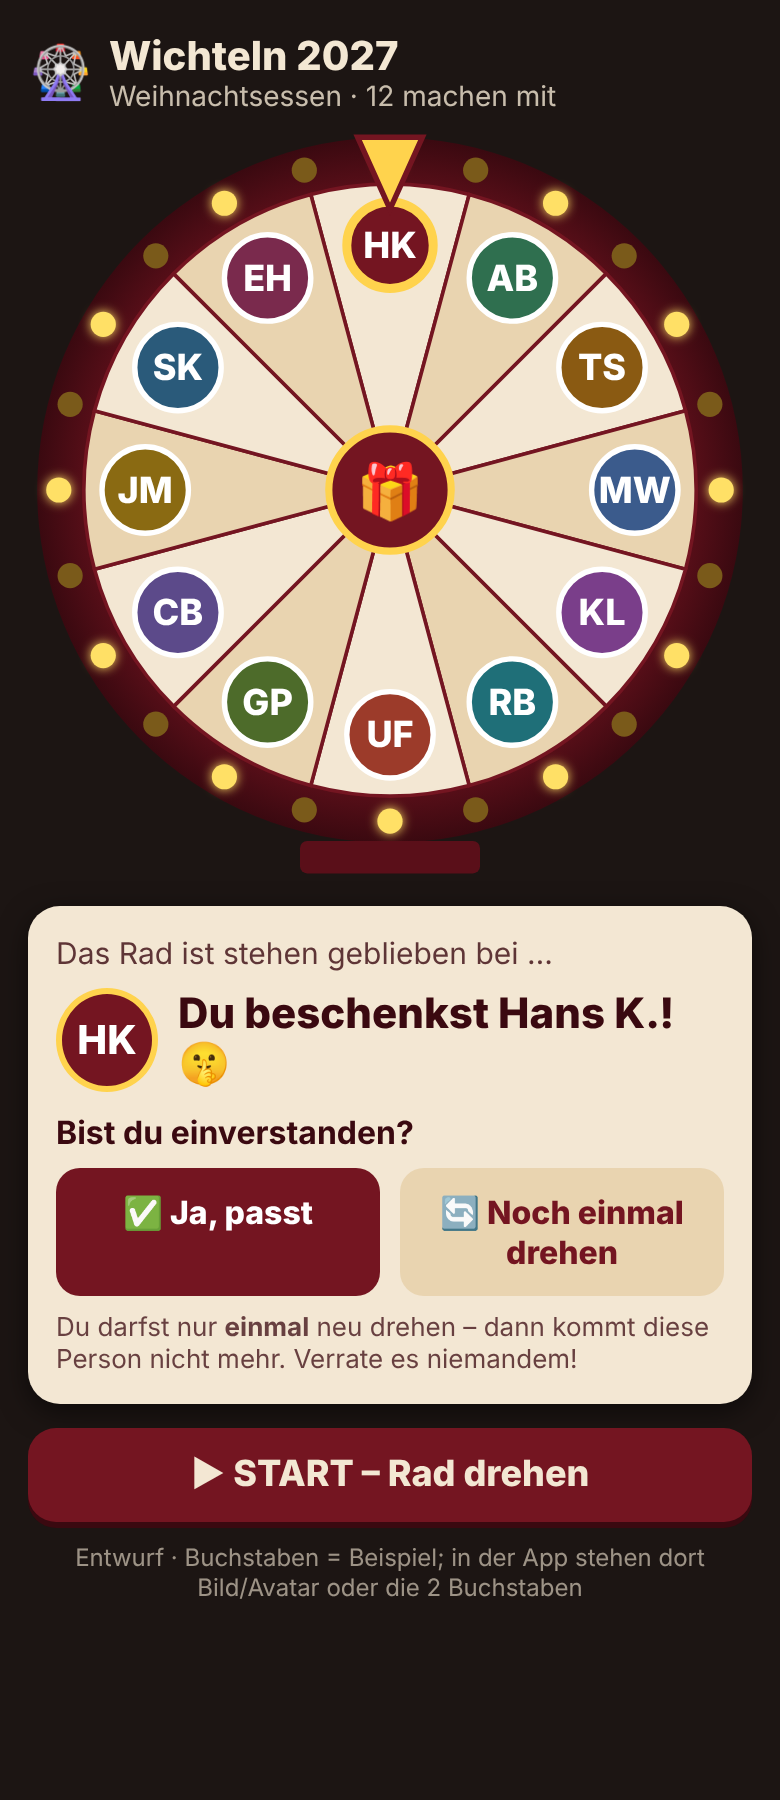 Wichteln 2027
Weihnachtsessen · 12 machen mit
HK
EH
AB
SK
TS
JM
MW
CB
KL
GP
RB
UF
Das Rad ist stehen geblieben bei ...
HK
Du beschenkst Hans K.!
🤫
Bist du einverstanden?
✅ Ja, passt
🔄 Noch einmal
drehen
Du darfst nur einmal neu drehen – dann kommt diese
Person nicht mehr. Verrate es niemandem!
▶ START – Rad drehen
Entwurf · Buchstaben = Beispiel; in der App stehen dort
Bild/Avatar oder die 2 Buchstaben